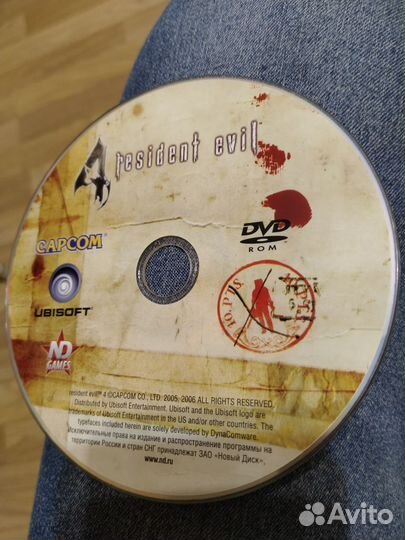 4 resident evil™
CAPCOM
DVD
ROM
UBISOFT
ND
GAMES
resident evil™ 4 ©CAPCOM CO., LTD. 2005, 2006 ALL RIGHTS RESERVED.
Distributed by Ubisoft Entertainment. Ubisoft and the Ubisoft logo are
trademarks of Ubisoft Entertainment in the US and/or other countries. The
typefaces included herein are solely developed by DynaComware.
Исключительные права на издание и распространение программы на
территории России и стран СНГ принадлежат ЗАО «Новый Диск»,
www.nd.ru
Avito